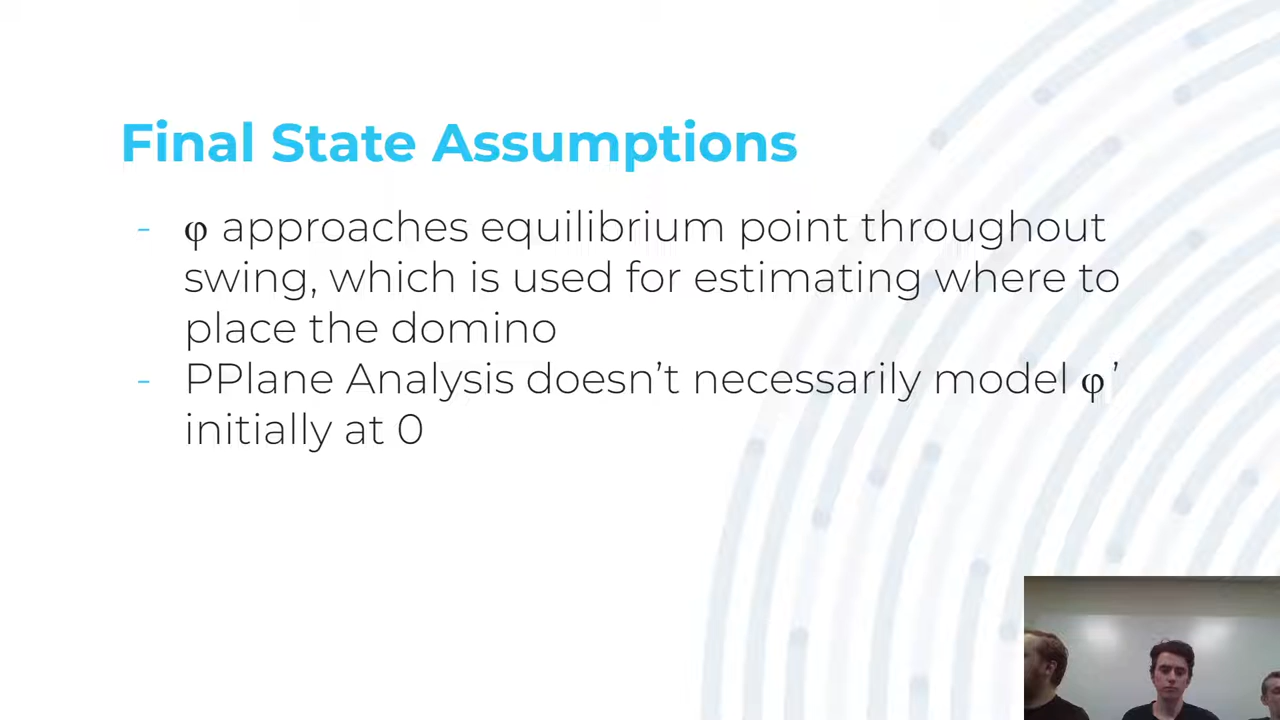 Final State Assumptions
- φ approaches equilibrium point throughout
swing, which is used for estimating where to
place the domino
- PPlane Analysis doesn’t necessarily model φ’
initially at 0